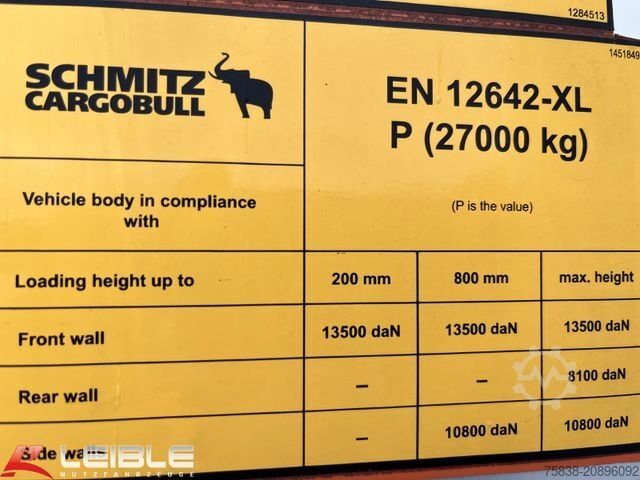 1284513
1451849
SCHMITZ
CARGOBULL
EN 12642-XL
P (27000 kg)
Vehicle body in compliance
with
(P is the value)
Loading height up to 200 mm 800 mm max. height
Front wall 13500 daN 13500 daN 13500 daN
Rear wall – – 8100 daN
Side walls – 10800 daN 10800 daN
LEIBLE
NUTZFAHRZEUGE
75838-20896092